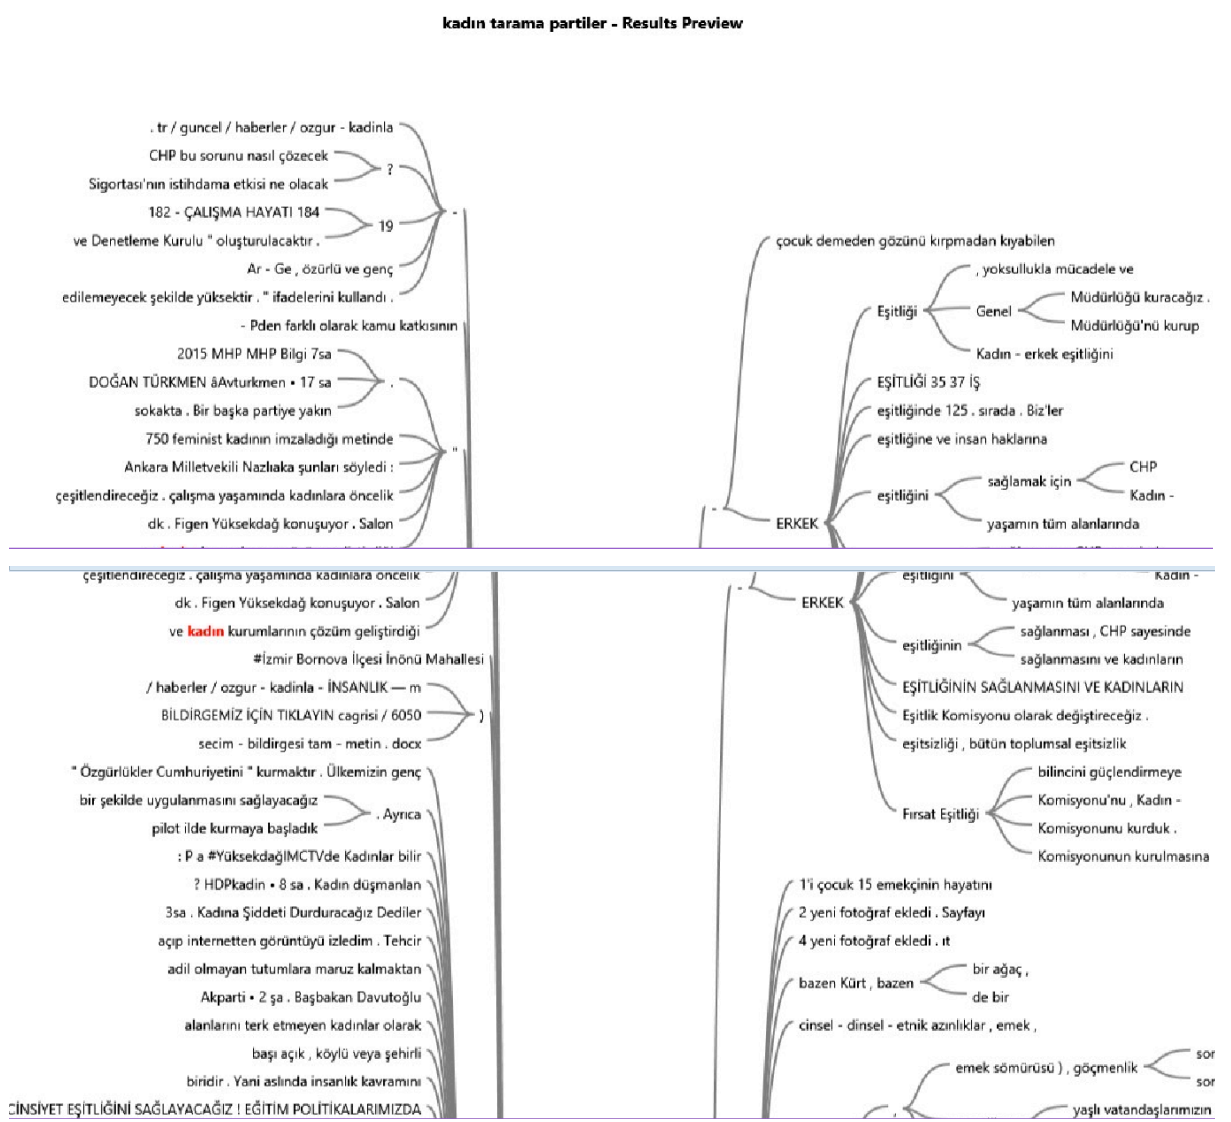 kadın tarama partiler - Results Preview
. tr / guncel / haberler / ozgur - kadinla
CHP bu sorunu nasıl çözecek
?
Sigortası'nın istihdama etkisi ne olacak
182 - ÇALIŞMA HAYATI 184
19
-
ve Denetleme Kurulu " oluşturulacaktır .
Ar - Ge , özürlü ve genç
edilemeyecek şekilde yüksektir . " ifadelerini kullandı .
- Pden farklı olarak kamu katkısının
2015 MHP MHP Bilgi 7sa
DOĞAN TÜRKMEN âAvturkmen • 17 sa
.
sokakta . Bir başka partiye yakın
750 feminist kadının imzaladığı metinde
"
Ankara Milletvekili Nazlıaka şunları söyledi :
çeşitlendireceğiz . çalışma yaşamında kadınlara öncelik
dk . Figen Yüksekdağ konuşuyor . Salon
çocuk demeden gözünü kırpmadan kıyabilen
, yoksullukla mücadele ve
Eşitliği
Genel
Müdürlüğü kuracağız .
Müdürlüğü'nü kurup
Kadın - erkek eşitliğini
EŞİTLİĞİ 35 37 İŞ
eşitliğinde 125 . sırada . Biz'ler
eşitliğine ve insan haklarına
eşitliğini
sağlamak için
CHP
Kadın -
yaşamın tüm alanlarında
-
ERKEK
çeşitlendireceğiz . çalışma yaşamında kadınlara öncelik
dk . Figen Yüksekdağ konuşuyor . Salon
ve kadın kurumlarının çözüm geliştirdiği
#İzmir Bornova İlçesi İnönü Mahallesi
/ haberler / ozgur - kadinla - İNSANLIK — m
BİLDİRGEMİZ İÇİN TIKLAYIN cagrisi / 6050
)
secim - bildirgesi tam - metin . docx
" Özgürlükler Cumhuriyetini " kurmaktır . Ülkemizin genç
bir şekilde uygulanmasını sağlayacağız
. Ayrıca
pilot ilde kurmaya başladık
: P a #YüksekdağIMCTVde Kadınlar bilir
? HDPkadin • 8 sa . Kadın düşmanlan
3sa . Kadına Şiddeti Durduracağız Dediler
açıp internetten görüntüyü izledim . Tehcir
adil olmayan tutumlara maruz kalmaktan
Akparti • 2 şa . Başbakan Davutoğlu
alanlarını terk etmeyen kadınlar olarak
başı açık , köylü veya şehirli
biridir . Yani aslında insanlık kavramını
CİNSİYET EŞİTLİĞİNİ SAĞLAYACAĞIZ ! EĞİTİM POLİTİKALARIMIZDA
eşitliğini
Kadın -
-
ERKEK
yaşamın tüm alanlarında
eşitliğinin
sağlanması , CHP sayesinde
sağlanmasını ve kadınların
EŞİTLİĞİNİN SAĞLANMASINI VE KADINLARIN
Eşitlik Komisyonu olarak değiştireceğiz .
eşitsizliği , bütün toplumsal eşitsizlik
Fırsat Eşitliği
bilincini güçlendirmeye
Komisyonu'nu , Kadın -
Komisyonunu kurduk .
Komisyonunun kurulmasına
1'i çocuk 15 emekçinin hayatını
2 yeni fotoğraf ekledi . Sayfayı
4 yeni fotoğraf ekledi . ıt
bazen Kürt , bazen
bir ağaç ,
de bir
cinsel - dinsel - etnik azınlıklar , emek ,
,
emek sömürüsü ) , göçmenlik
sor
sor
yaşlı vatandaşlarımızın